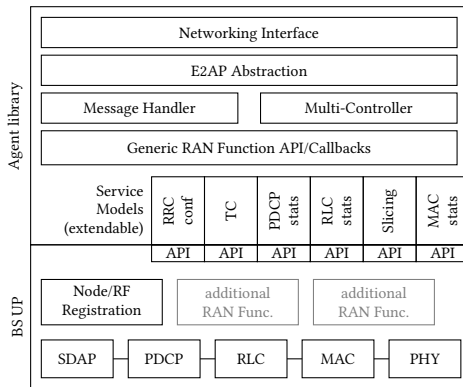 Networking Interface
E2AP Abstraction
Message Handler
Multi-Controller
Generic RAN Function API/Callbacks
Agent library
Service
Models
(extendable)
RRC
conf
TC
PDCP
stats
RLC
stats
Slicing
MAC
stats
API
API
API
API
API
API
BS UP
Node/RF
Registration
additional
RAN Func.
additional
RAN Func.
SDAP
PDCP
RLC
MAC
PHY